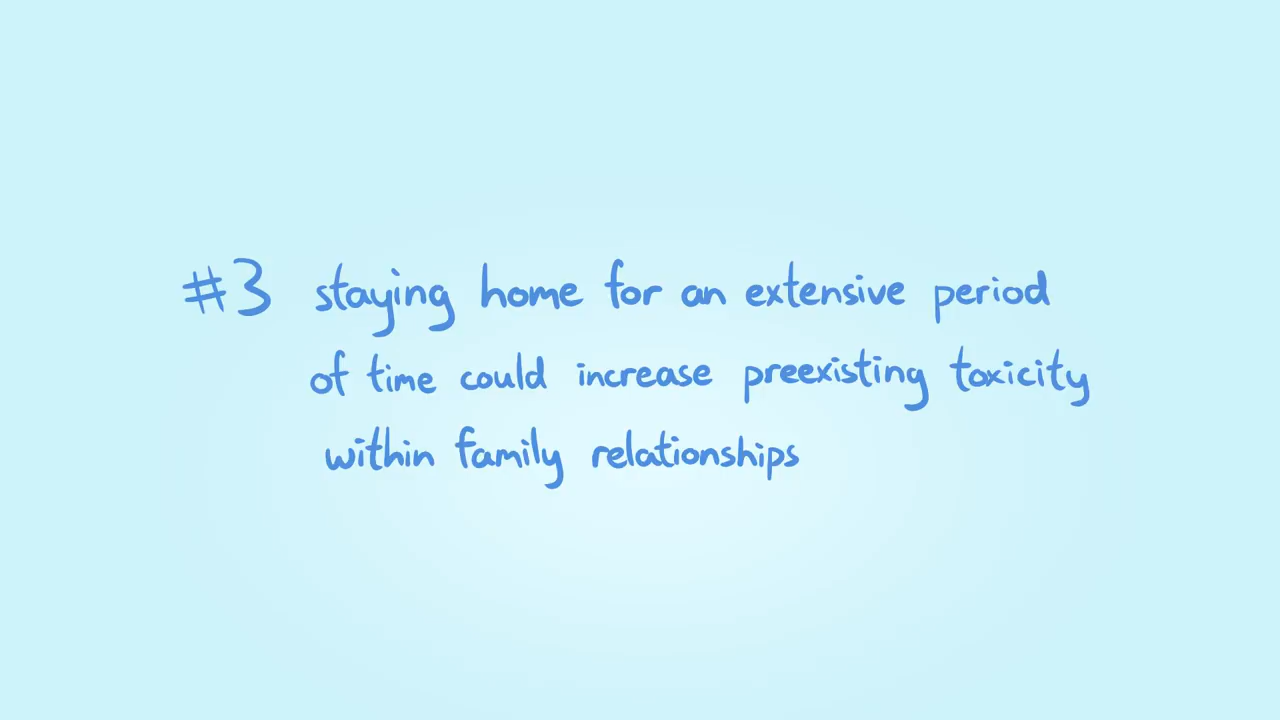 #3 staying home for an extensive period
of time could increase preexisting toxicity
within family relationships